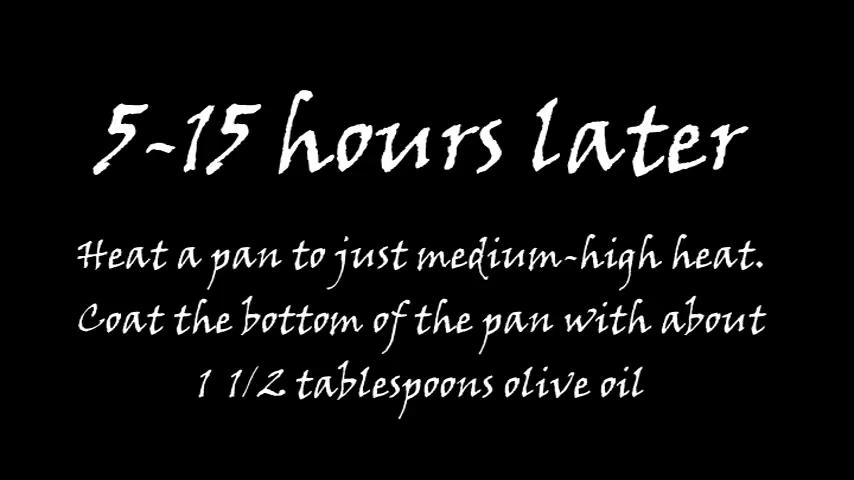 5-15 hours later
Heat a pan to just medium-high heat.
Coat the bottom of the pan with about
1 1/2 tablespoons olive oil